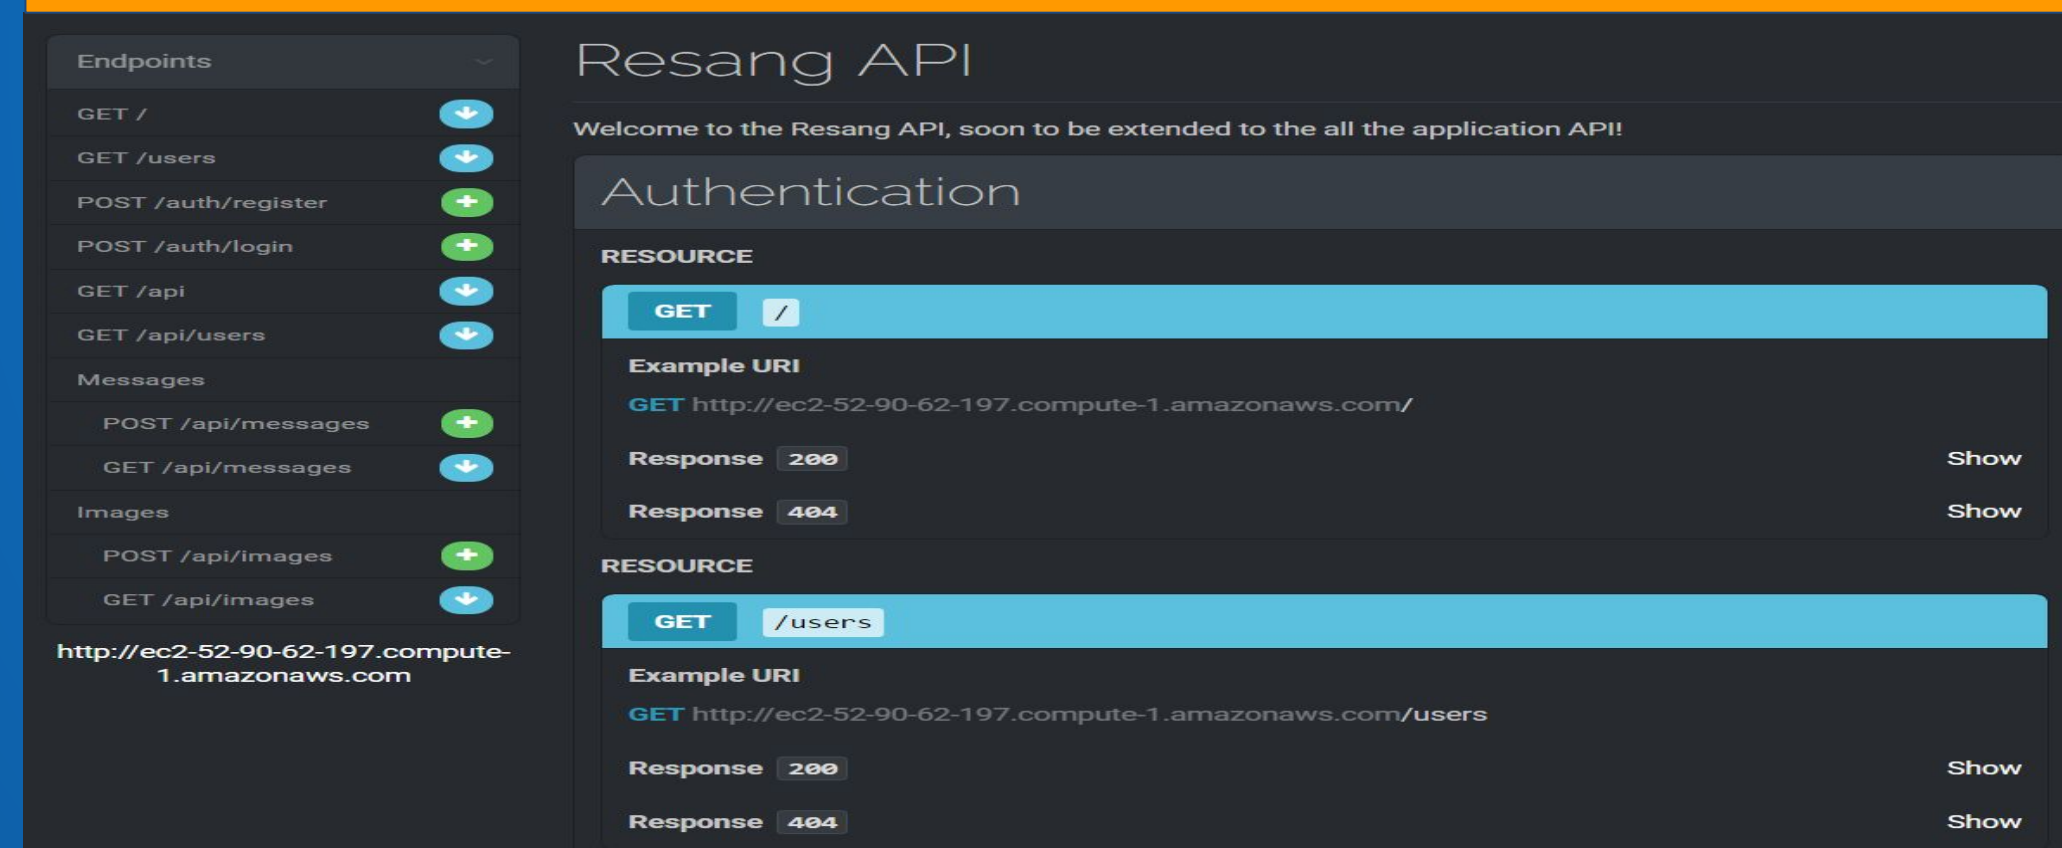 Endpoints
GET /
GET /users
POST /auth/register
POST /auth/login
GET /api
GET /api/users
Messages
POST /api/messages
GET /api/messages
Images
POST /api/images
GET /api/images
http://ec2-52-90-62-197.compute-
1.amazonaws.com
Resang API
Welcome to the Resang API, soon to be extended to the all the application API!
Authentication
RESOURCE
GET /
Example URI
GET http://ec2-52-90-62-197.compute-1.amazonaws.com/
Response 200 Show
Response 404 Show
RESOURCE
GET /users
Example URI
GET http://ec2-52-90-62-197.compute-1.amazonaws.com/users
Response 200 Show
Response 404 Show